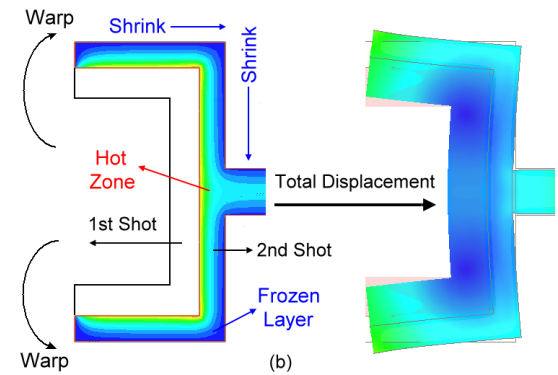 Warp
Shrink
Shrink
Hot
Zone
Total Displacement
1st Shot
2nd Shot
Frozen
Layer
Warp
(b)